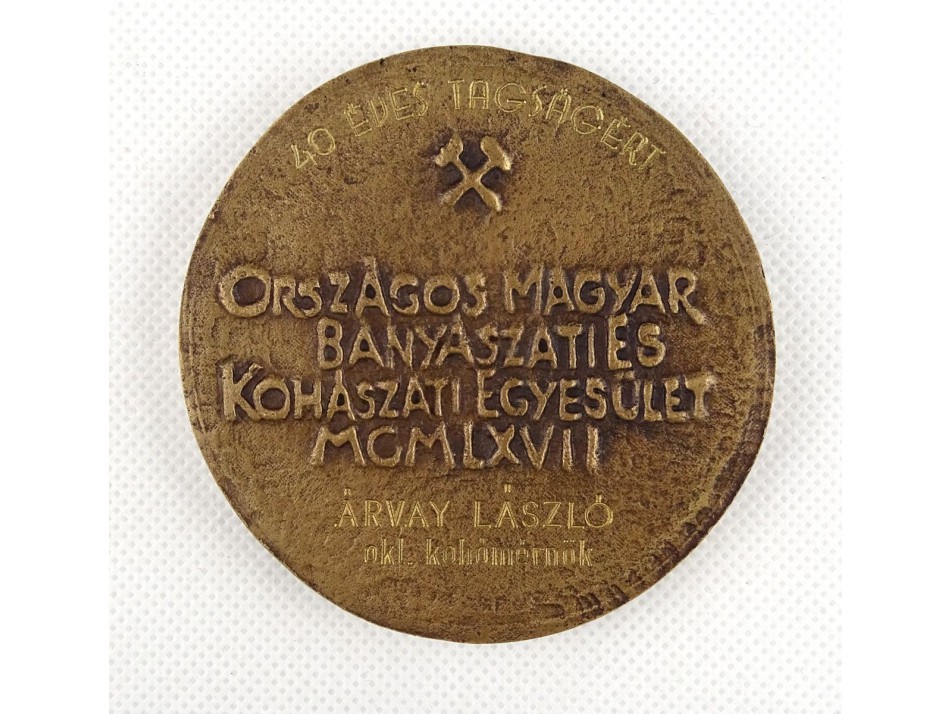 40 ÉVES TAGSÁGÉRT
ORSZÁGOS MAGYAR
BÁNYÁSZATI ÉS
KOHÁSZATI EGYESÜLET
MCMLXVII
ÁRVAY LÁSZLÓ
okl. kohómérnök